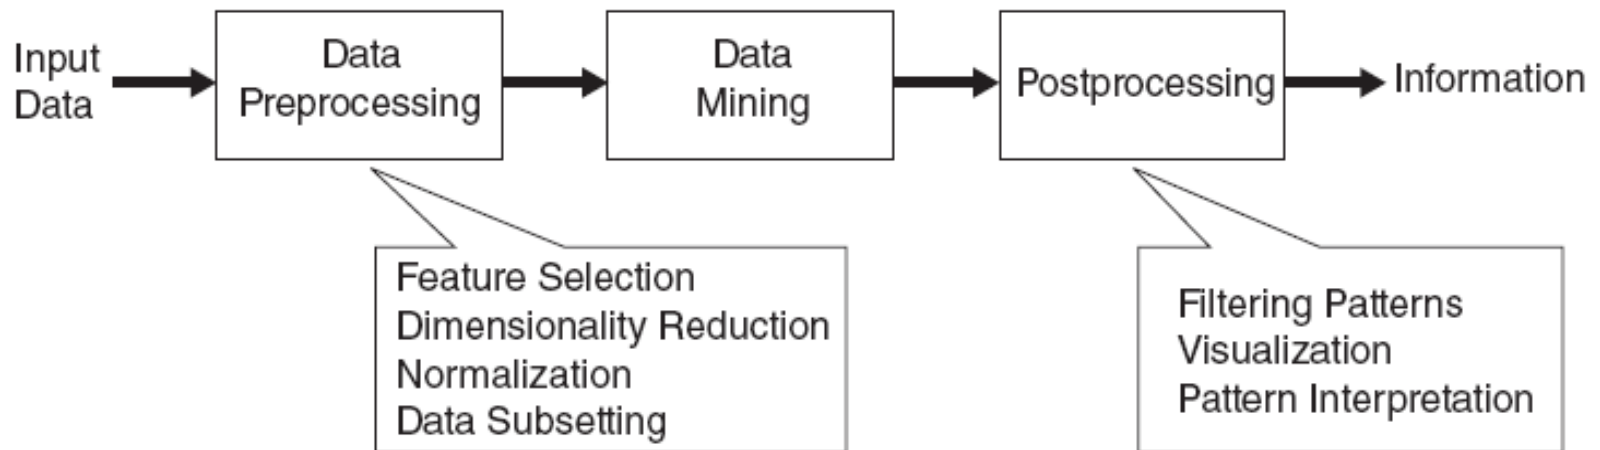 Input
Data
Data
Preprocessing
Data
Mining
Postprocessing
Information
Feature Selection
Dimensionality Reduction
Normalization
Data Subsetting
Filtering Patterns
Visualization
Pattern Interpretation